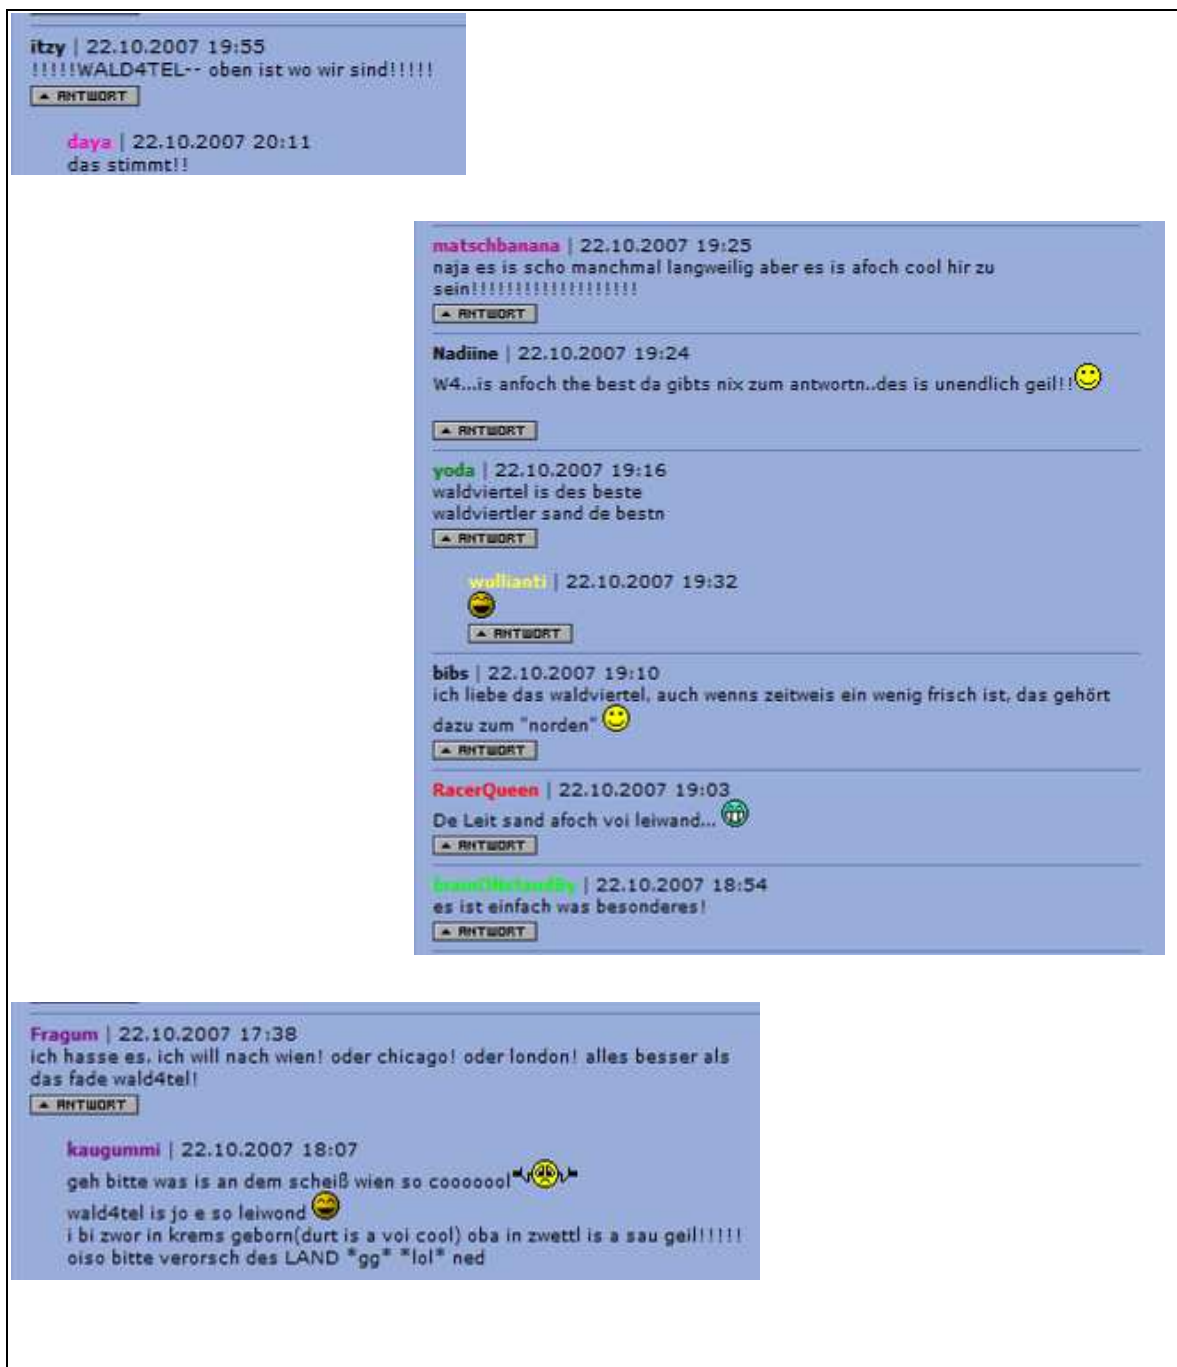 itzy | 22.10.2007 19:55
!!!!!WALD4TEL-- oben ist wo wir sind!!!!!
ANTWORT
daya | 22.10.2007 20:11
das stimmt!!
matschbanana | 22.10.2007 19:25
naja es is scho manchmal langweilig aber es is afoch cool hir zu
sein!!!!!!!!!!!!!!!!!!!
ANTWORT
Nadiine | 22.10.2007 19:24
W4...is anfoch the best da gibts nix zum antwortn..des is unendlich geil!!
ANTWORT
yoda | 22.10.2007 19:16
waldviertel is des beste
waldviertler sand de bestn
ANTWORT
wullianti | 22.10.2007 19:32
ANTWORT
bibs | 22.10.2007 19:10
ich liebe das waldviertel, auch wenns zeitweis ein wenig frisch ist, das gehört
dazu zum "norden"
ANTWORT
RacerQueen | 22.10.2007 19:03
De Leit sand afoch voi leiwand...
ANTWORT
| 22.10.2007 18:54
es ist einfach was besonderes!
ANTWORT
Fragum | 22.10.2007 17:38
ich hasse es, ich will nach wien! oder chicago! oder london! alles besser als
das fade wald4tel!
ANTWORT
kaugummi | 22.10.2007 18:07
geh bitte was is an dem scheiß wien so cooooool
wald4tel is jo e so leiwond
i bi zwor in krems geborn(durt is a voi cool) oba in zwettl is a sau geil!!!!!
oiso bitte verorsch des LAND *gg* *lol* ned